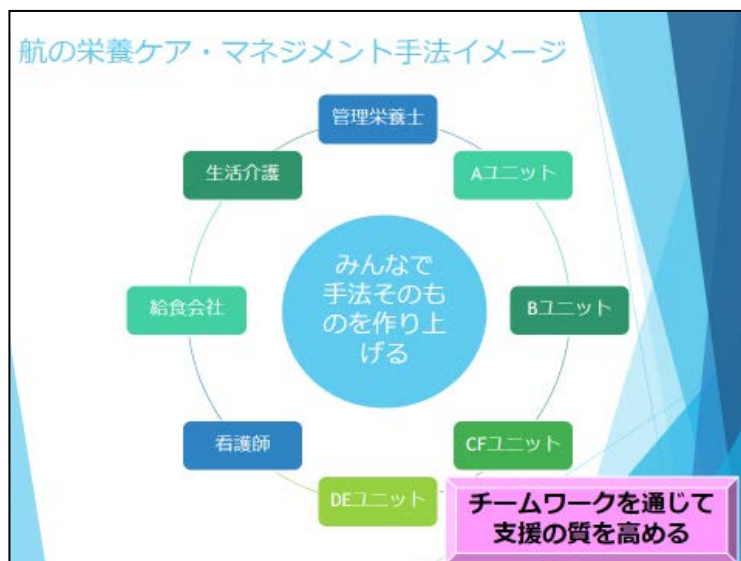 航の栄養ケア・マネジメント手法イメージ
管理栄養士
生活介護
Aユニット
みんなで
手法そのも
のを作り上
げる
給食会社
Bユニット
看護師
CFユニット
DEユニット
チームワークを通じて
支援の質を高める